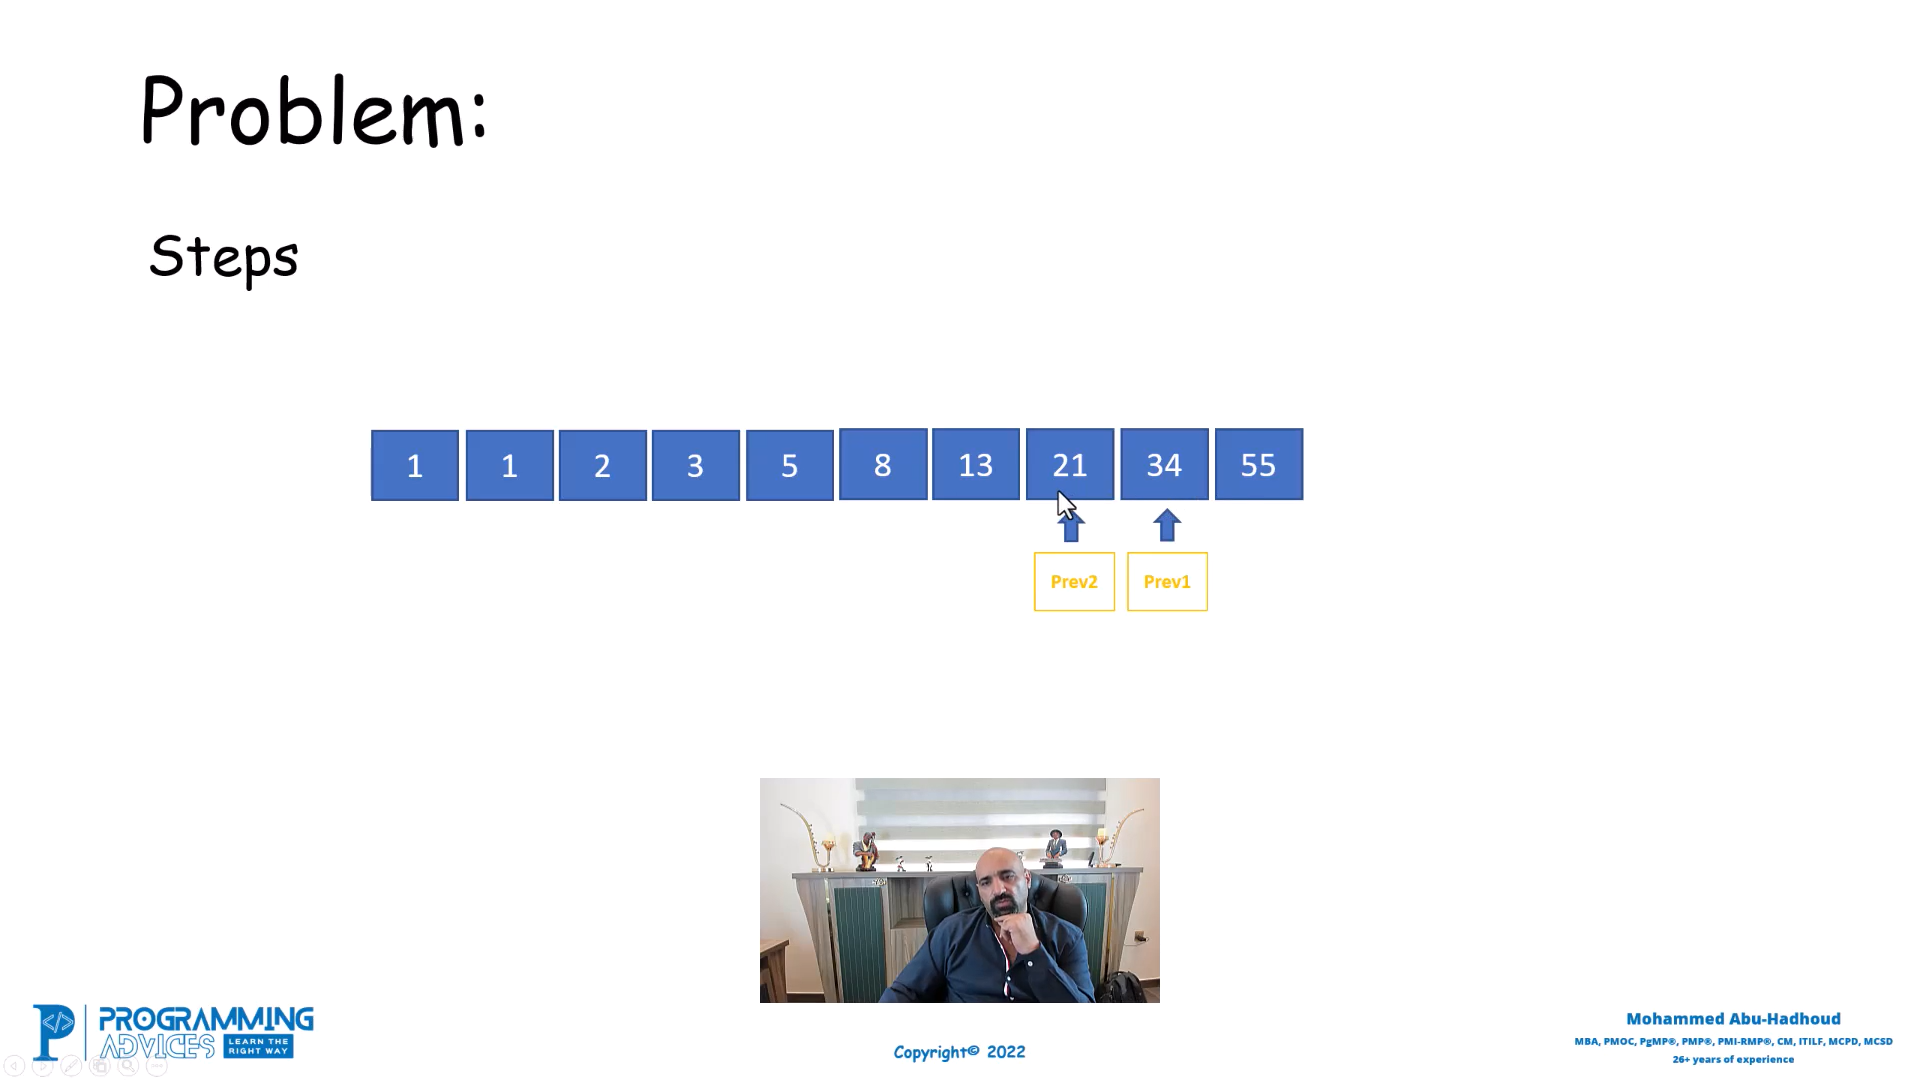 Problem:
Steps
1 1 2 3 5 8 13 21 34 55
Prev2 Prev1
PROGRAMMING
ADVICES
LEARN THE
RIGHT WAY
Copyright© 2022
Mohammed Abu-Hadhoud
MBA, PMOC, PgMP®, PMP®, PMI-RMP®, CM, ITILF, MCPD, MCSD
26+ years of experience